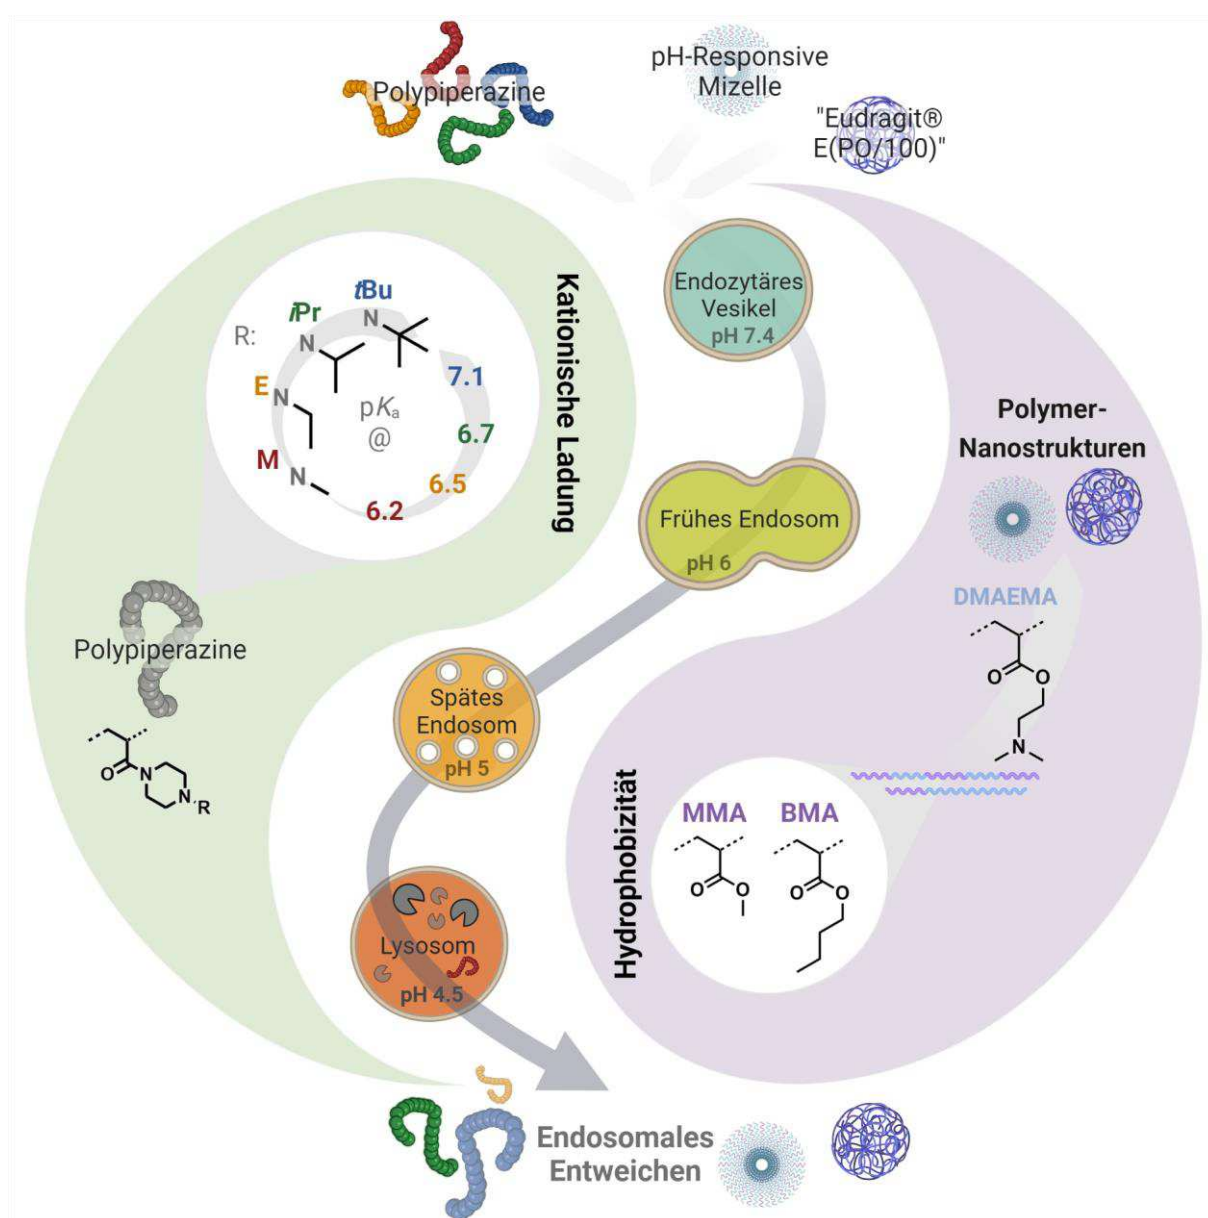 Polypiperazine
pH-Responsive
Mizelle
"Eudragit®
E(PO/100)"
Kationische Ladung
R:
tBu
N
iPr
N
E
N
M
N
pKa
@
7.1
6.7
6.5
6.2
Endozytäres
Vesikel
pH 7.4
Frühes Endosom
pH 6
Spätes
Endosom
pH 5
Lysosom
pH 4.5
Polypiperazine
O
N
N
R
Polymer-
Nanostrukturen
DMAEMA
O
O
N
Hydrophobizität
MMA
O
O
BMA
O
O
Endosomales
Entweichen